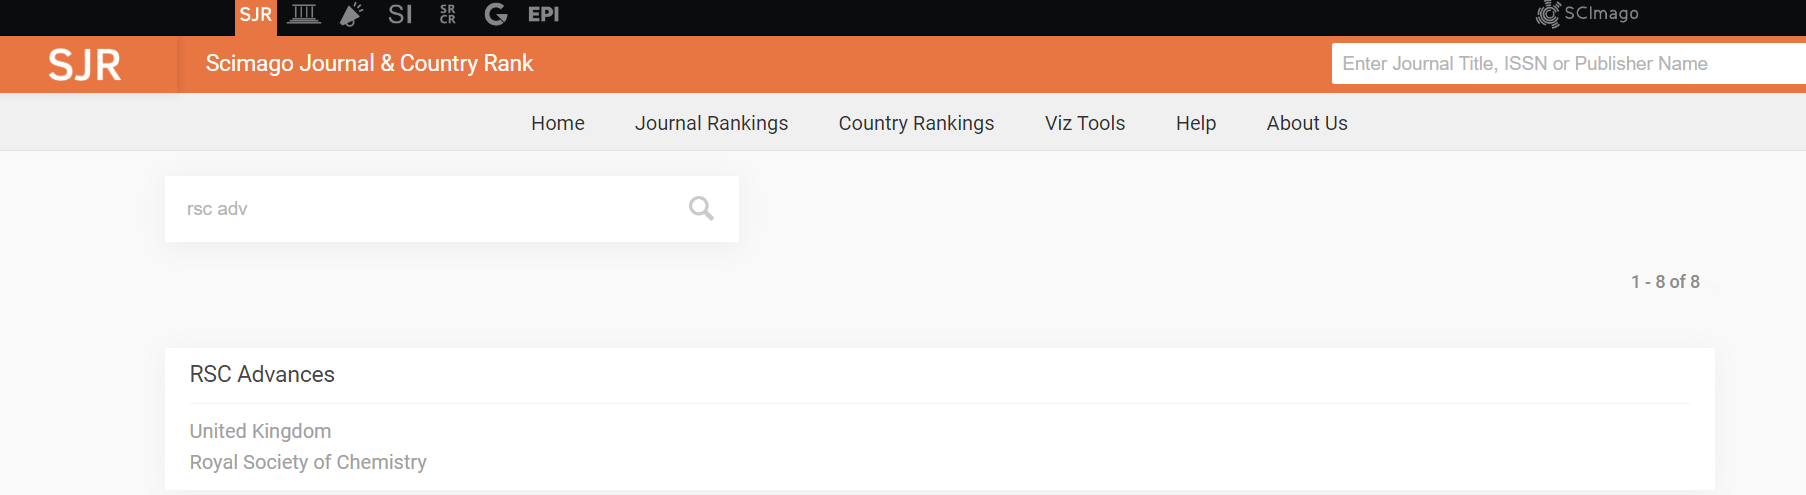 SJR SI SR CR G EPI SCImago
SJR Scimago Journal & Country Rank Enter Journal Title, ISSN or Publisher Name
Home Journal Rankings Country Rankings Viz Tools Help About Us
rsc adv
1 - 8 of 8
RSC Advances
United Kingdom
Royal Society of Chemistry